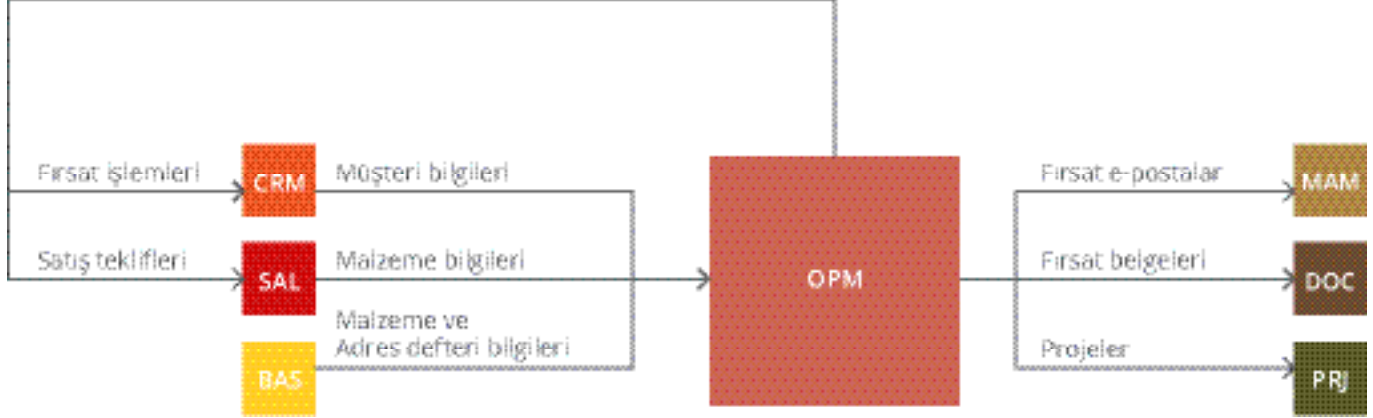 Fırsat işlemleri
CRM
Müşteri bilgileri
Fırsat e-postalar
MAM
Satış teklifleri
SAL
Malzeme bilgileri
OPM
Fırsat belgeleri
DOC
Malzeme ve
Adres defteri bilgileri
BAS
Projeler
PRJ